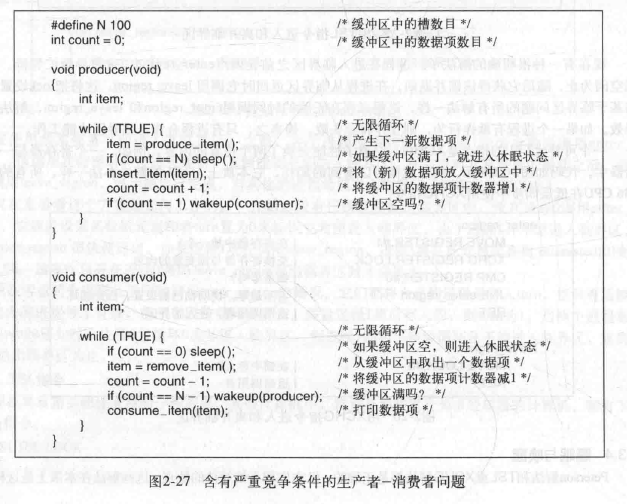 #define N 100 /* 缓冲区中的槽数目 */
int count = 0; /* 缓冲区中的数据项数目 */
void producer(void)
{
int item;
while (TRUE) { /* 无限循环 */
item = produce_item(); /* 产生下一新数据项 */
if (count == N) sleep(); /* 如果缓冲区满了，就进入休眠状态 */
insert_item(item); /* 将（新）数据项放入缓冲区中 */
count = count + 1; /* 将缓冲区的数据项计数器增1 */
if (count == 1) wakeup(consumer); /* 缓冲区空吗？ */
}
}
void consumer(void)
{
int item;
while (TRUE) { /* 无限循环 */
if (count == 0) sleep(); /* 如果缓冲区空，则进入休眠状态 */
item = remove_item(); /* 从缓冲区中取出一个数据项 */
count = count − 1; /* 将缓冲区的数据项计数器减1 */
if (count == N − 1) wakeup(producer); /* 缓冲区满吗？ */
consume_item(item); /* 打印数据项 */
}
}
图2-27 含有严重竞争条件的生产者−消费者问题